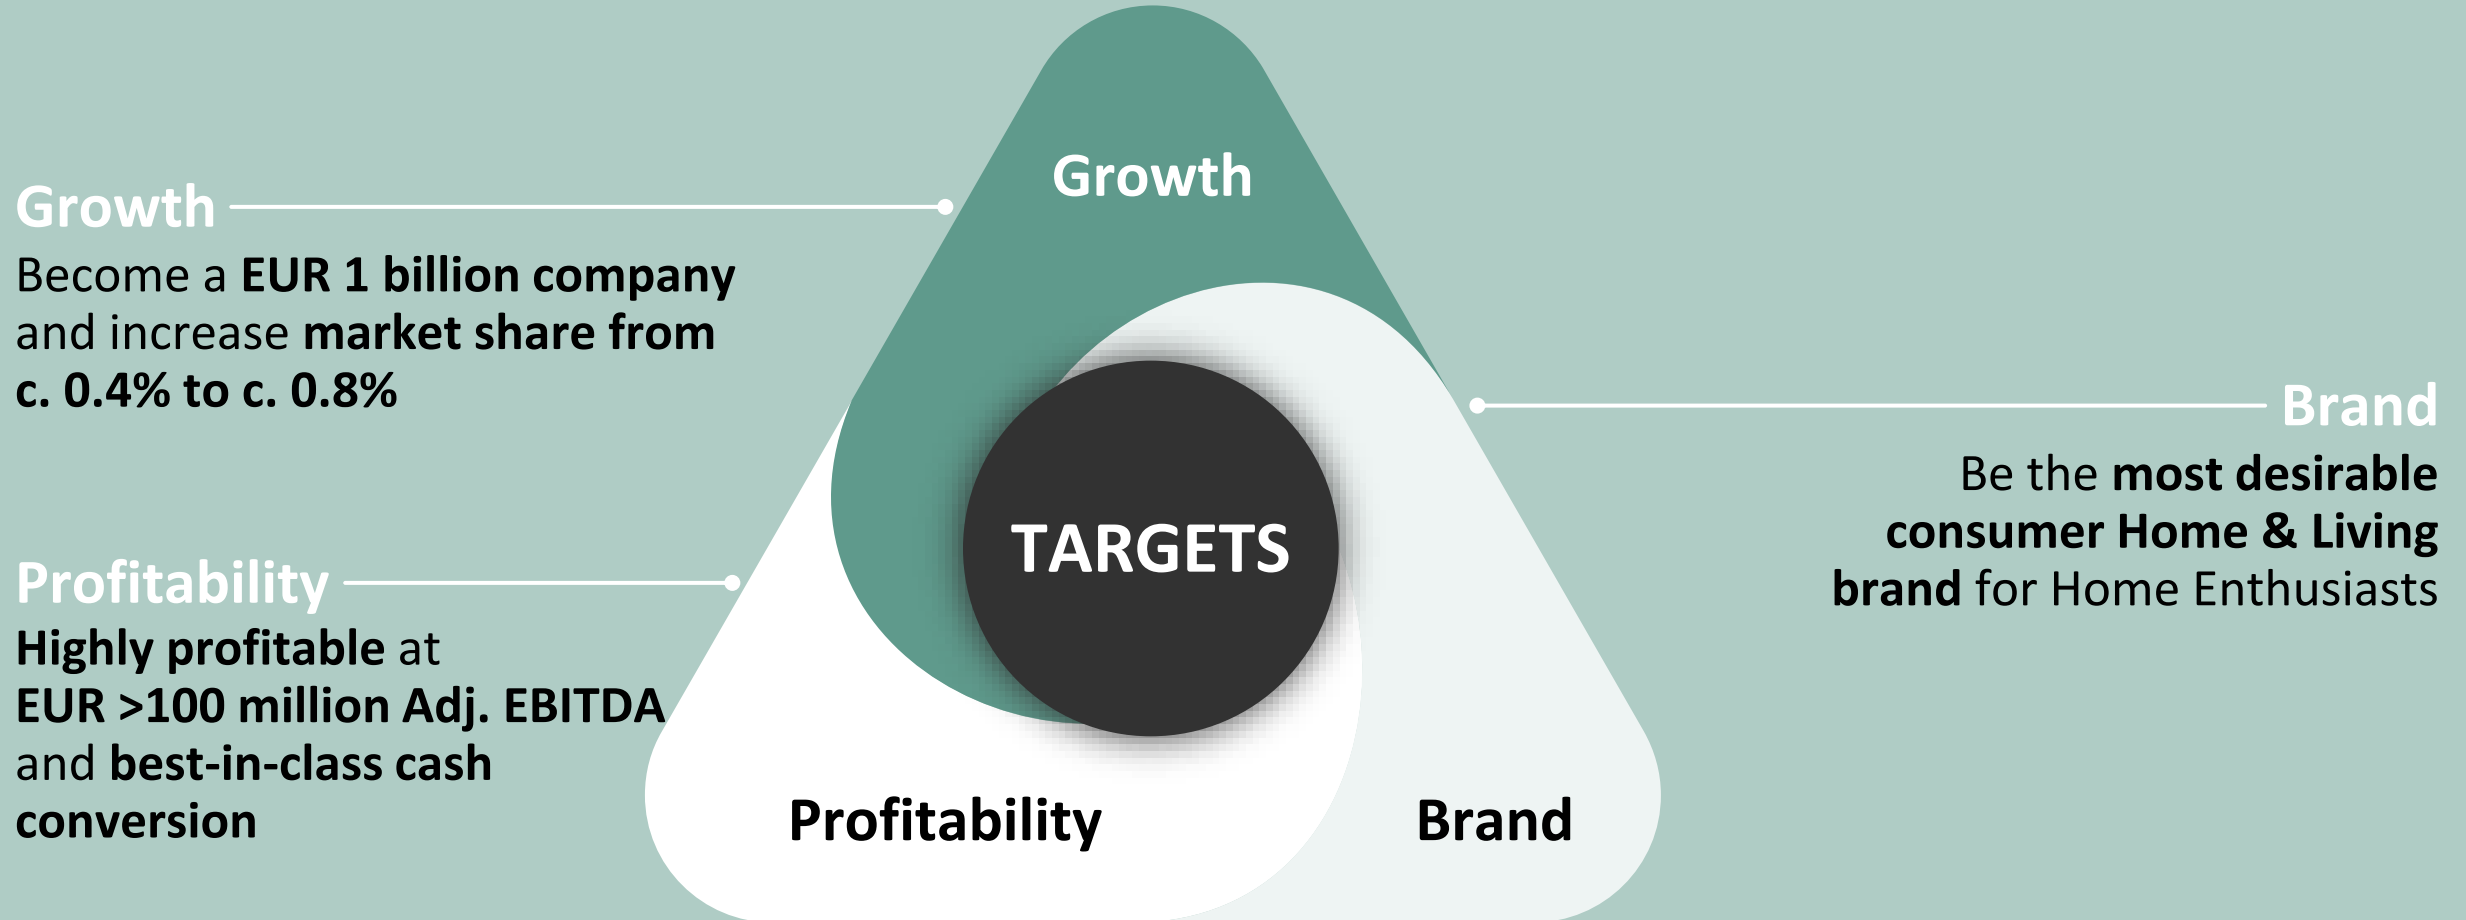 Growth
Become a EUR 1 billion company
and increase market share from
c. 0.4% to c. 0.8%
Profitability
Highly profitable at
EUR >100 million Adj. EBITDA
and best-in-class cash
conversion
Growth
TARGETS
Profitability
Brand
Brand
Be the most desirable
consumer Home & Living
brand for Home Enthusiasts